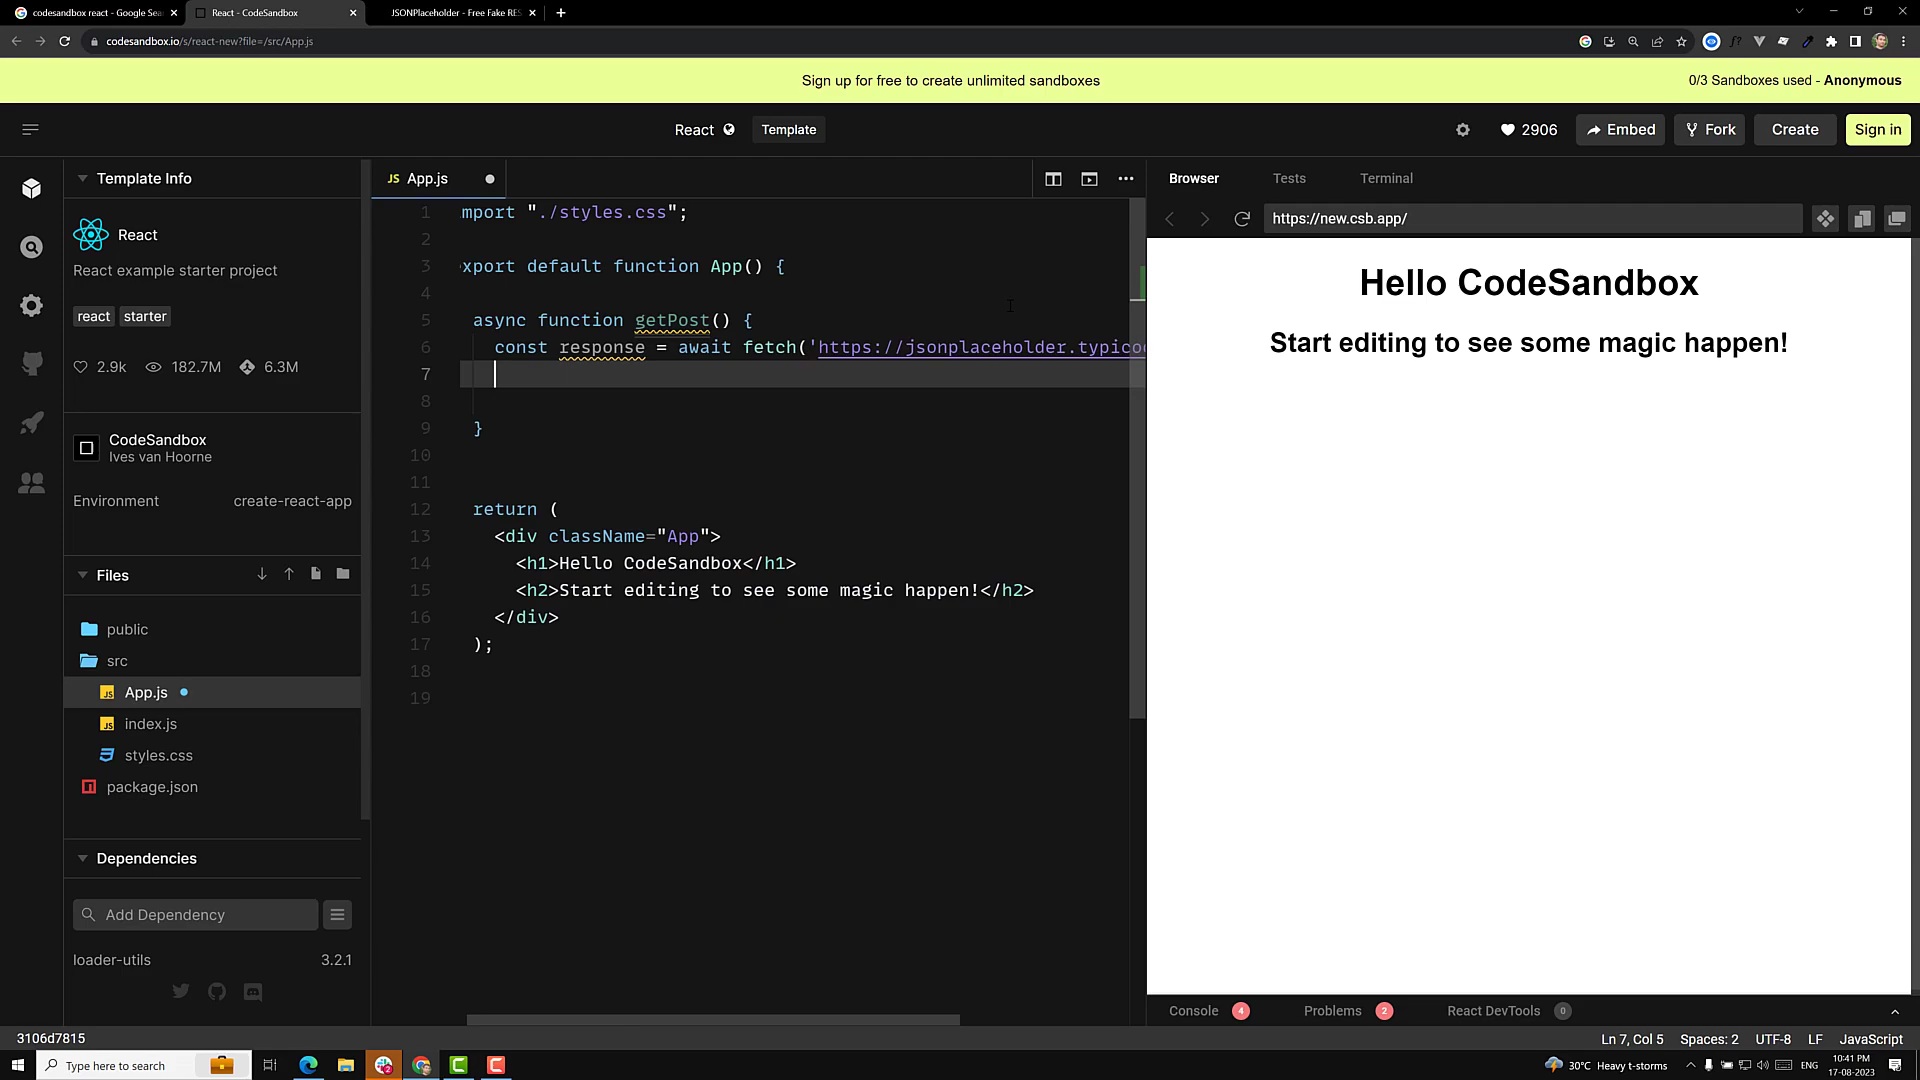 codesandbox react - Google Sea
React - CodeSandbox
JSONPlaceholder - Free Fake RES
codesandbox.io/s/react-new?file=/src/App.js
Sign up for free to create unlimited sandboxes
0/3 Sandboxes used - Anonymous
React
Template
2906
Embed
Fork
Create
Sign in
Template Info
React
React example starter project
react
starter
2.9k
182.7M
6.3M
CodeSandbox
Ives van Hoorne
Environment
create-react-app
Files
public
src
JS App.js
JS index.js
styles.css
package.json
Dependencies
Add Dependency
loader-utils
3.2.1
JS App.js
1 mport "./styles.css";
2
3 xport default function App() {
4
5 async function getPost() {
6 const response = await fetch('https://jsonplaceholder.typico
7
8
9 }
10
11
12 return (
13 <div className="App">
14 <h1>Hello CodeSandbox</h1>
15 <h2>Start editing to see some magic happen!</h2>
16 </div>
17 );
18
19
Browser
Tests
Terminal
https://new.csb.app/
Hello CodeSandbox
Start editing to see some magic happen!
Console 4
Problems 2
React DevTools 0
3106d7815
Ln 7, Col 5
Spaces: 2
UTF-8
LF
JavaScript
Type here to search
30°C Heavy t-storms
ENG
10:41 PM
17-08-2023